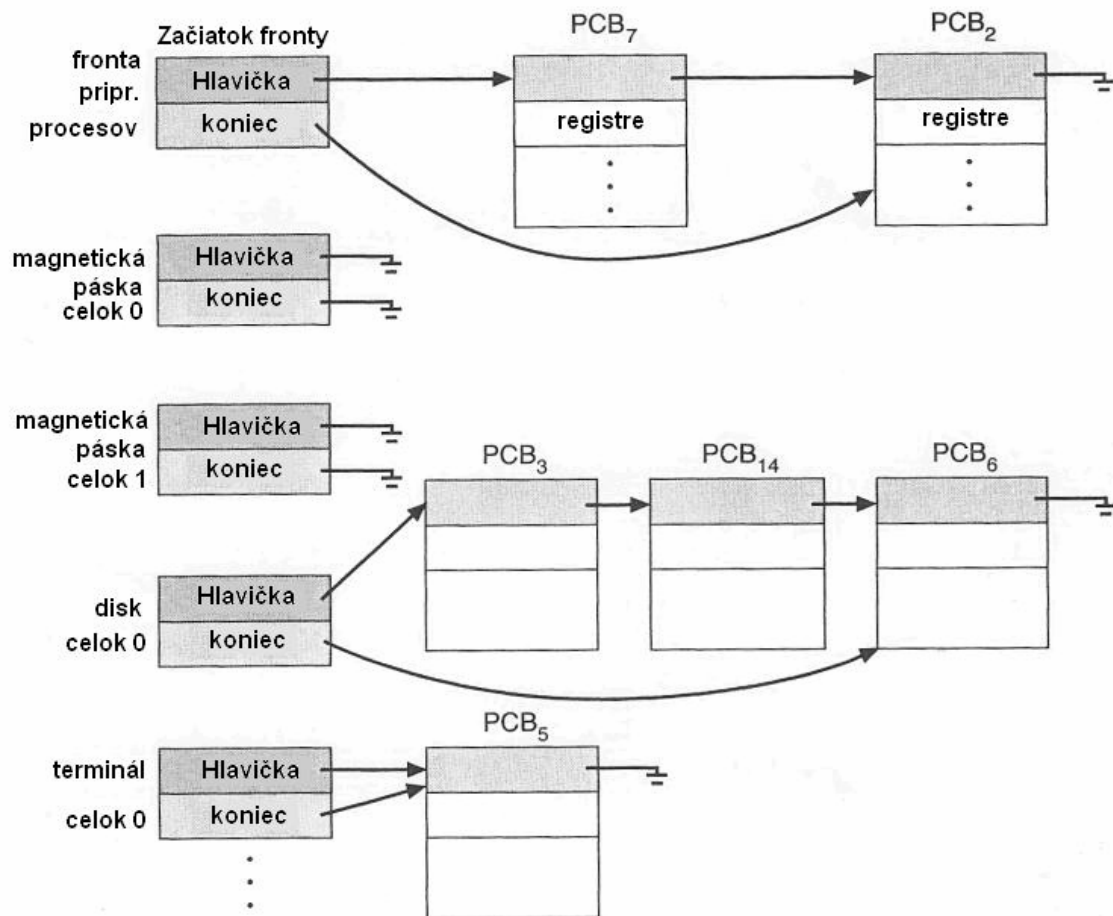 Začiatok fronty
PCB7
PCB2
fronta
pripr.
procesov
Hlavička
koniec
registre
registre
magnetická
páska
celok 0
Hlavička
koniec
magnetická
páska
celok 1
Hlavička
koniec
PCB3
PCB14
PCB6
disk
celok 0
Hlavička
koniec
PCB5
terminál
celok 0
Hlavička
koniec